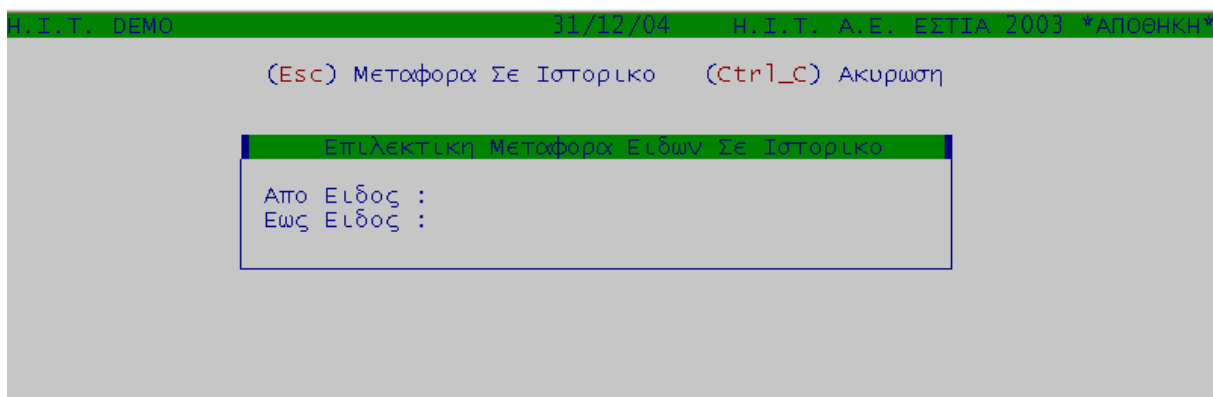 H.I.T. DEMO 31/12/04 H.I.T. A.E. ΕΣΤΙΑ 2003 *ΑΠΟΘΗΚΗ*
(Esc) Μεταφορα Σε Ιστορικο (Ctrl_C) Ακυρωση
Επιλεκτικη Μεταφορα Ειδων Σε Ιστορικο
Απο Ειδος :
Εως Ειδος :